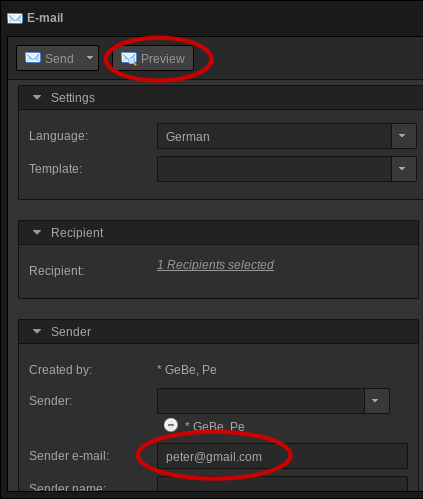 E-mail
Send Preview
Settings
Language: German
Template:
Recipient
Recipient: 1 Recipients selected
Sender
Created by: * GeBe, Pe
Sender:
* GeBe, Pe
Sender e-mail: peter@gmail.com
Sender name: